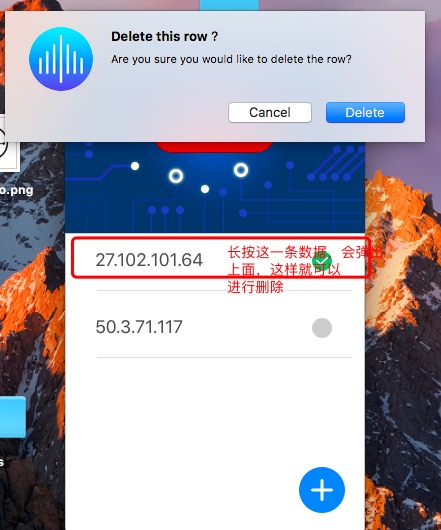 Delete this row ?
Are you sure you would like to delete the row?
Cancel
Delete
o.png
27.102.101.64
长按这一条数据，会弹出
上面，这样就可以
进行删除
50.3.71.117
s